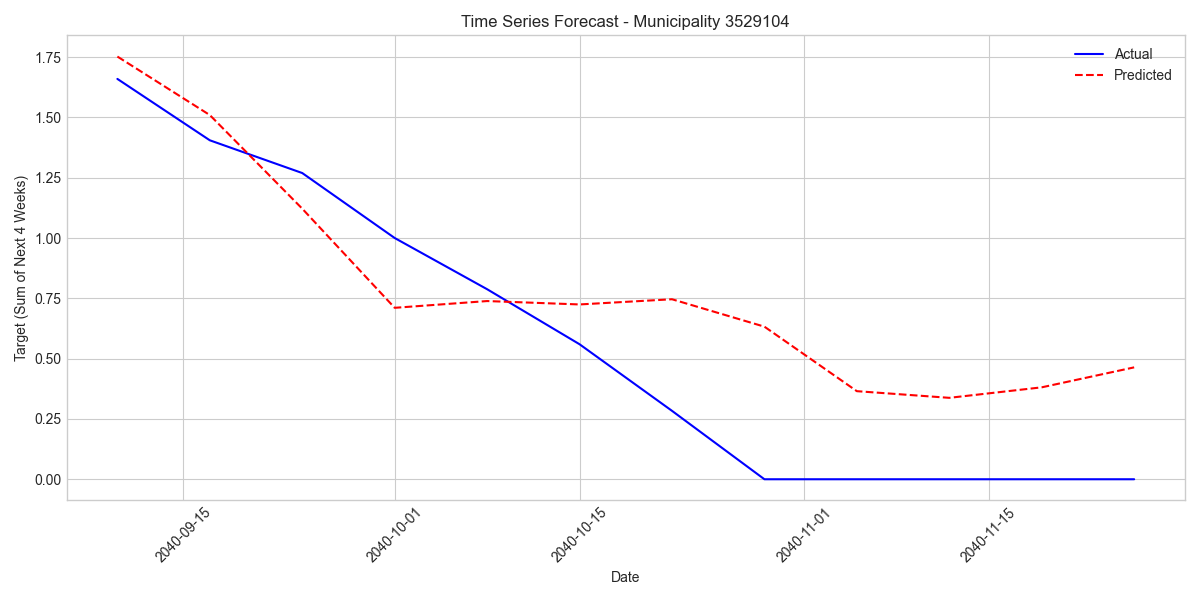 Time Series Forecast - Municipality 3529104
Actual
Predicted
Target (Sum of Next 4 Weeks)
1.75
1.50
1.25
1.00
0.75
0.50
0.25
0.00
2040-09-15
2040-10-01
2040-10-15
2040-11-01
2040-11-15
Date